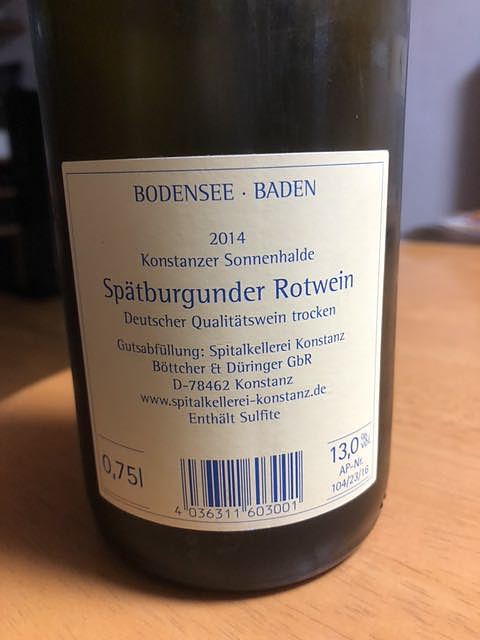 BODENSEE · BADEN
2014
Konstanzer Sonnenhalde
Spätburgunder Rotwein
Deutscher Qualitätswein trocken
Gutsabfüllung: Spitalkellerei Konstanz
Böttcher & Düringer GbR
D-78462 Konstanz
www.spitalkellerei-konstanz.de
Enthält Sulfite
0,75l
13,0 % Vol.
AP-Nr.
104/23/16
4 036311 603001